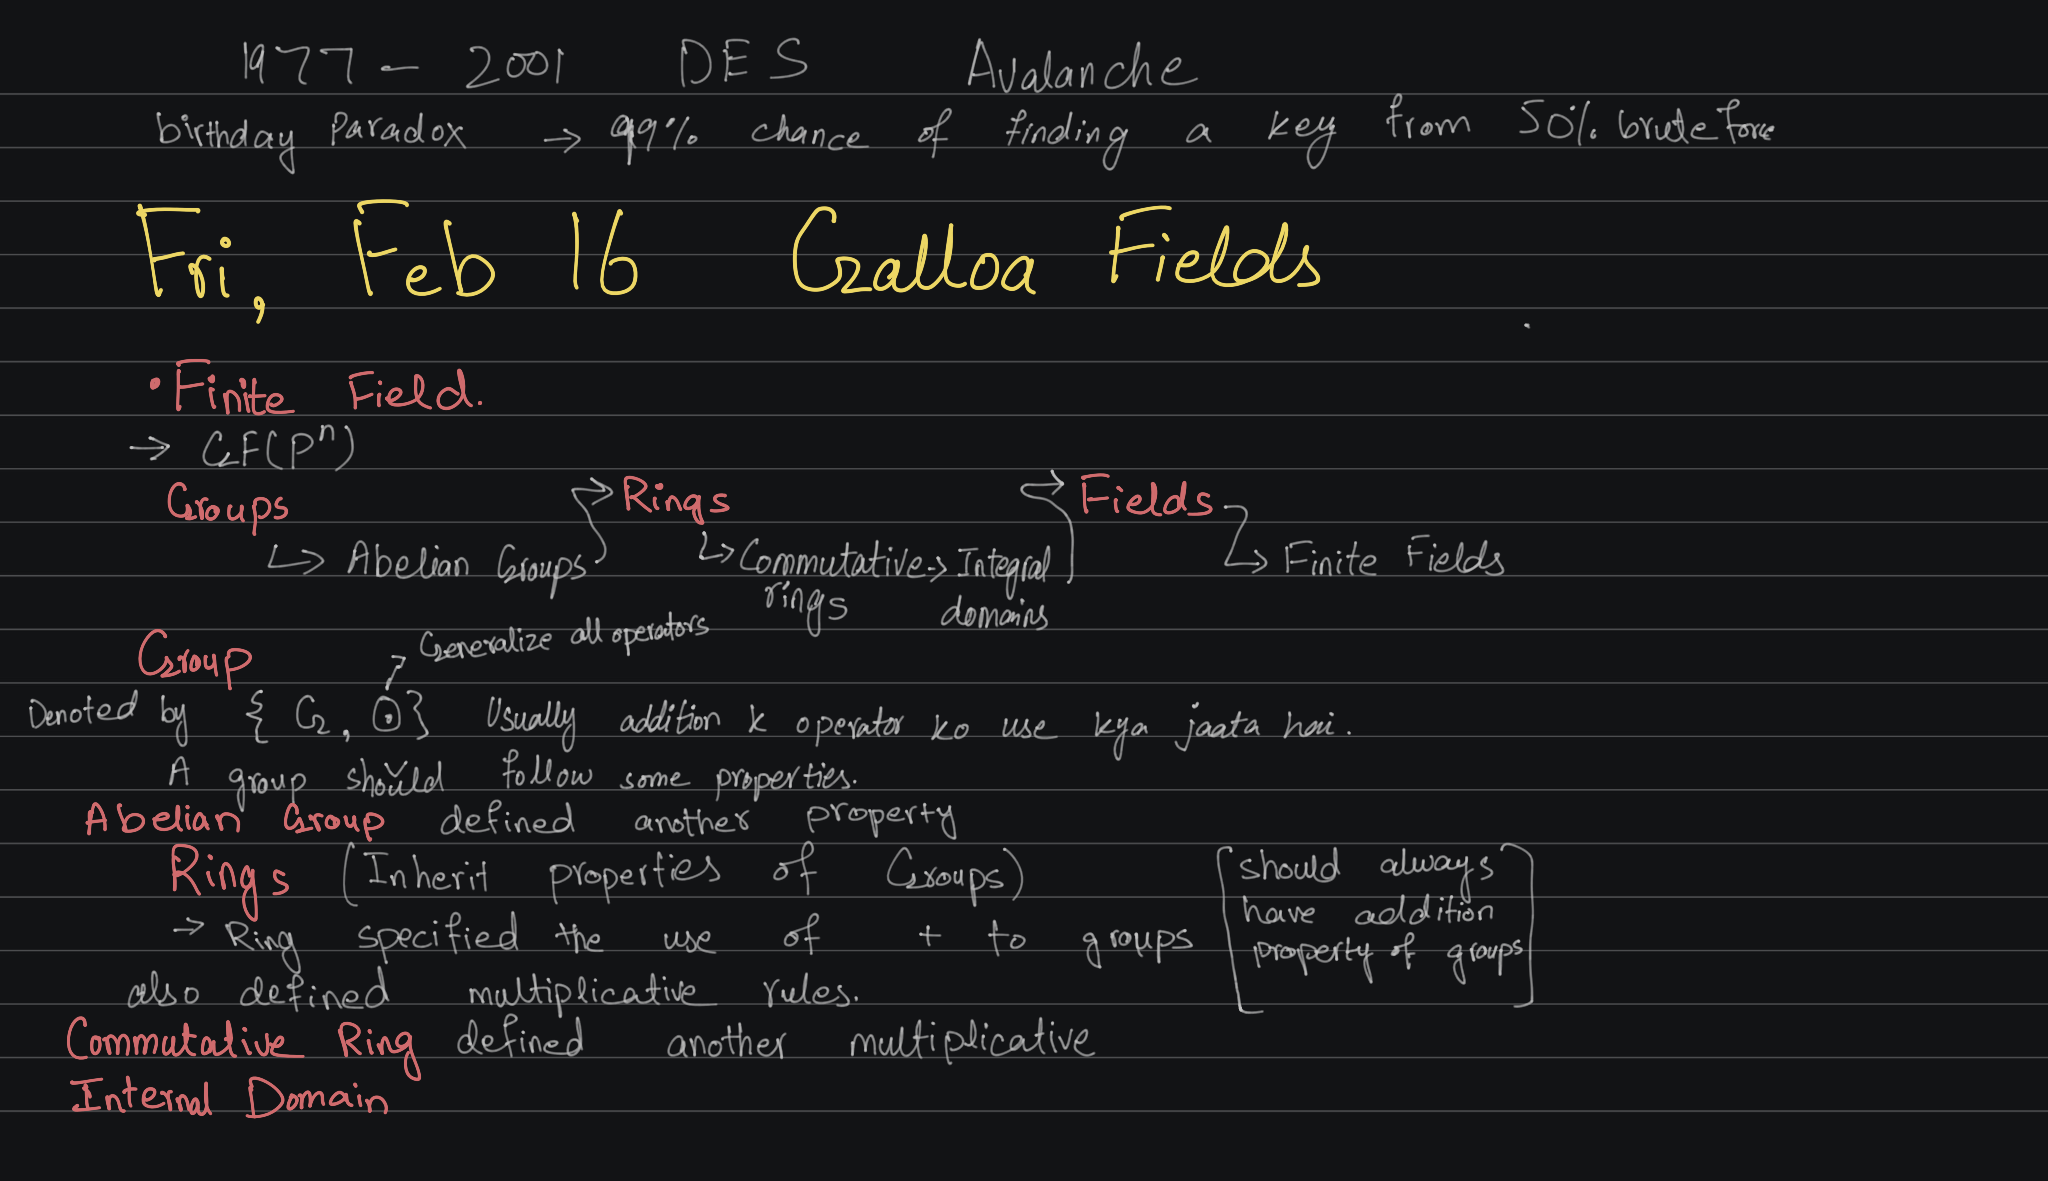 1977 - 2001 DES Avalanche
birthday Paradox → 99% chance of finding a key from 50% brute force
Fri, Feb 16 Galloa Fields
• Finite Field.
→ GF(Pⁿ)
Groups → Rings → Fields
↳ Abelian Groups ↳ Commutative → Integral ↳ Finite Fields
rings domains
Group → Generalize all operators
Denoted by { G, ⊙} Usually addition k operator ko use kya jaata hai.
A group should follow some properties.
Abelian Group defined another property
Rings (Inherit properties of Groups) [should always
have addition
→ Ring specified the use of + to groups property of groups]
also defined multiplicative rules.
Commutative Ring defined another multiplicative
Internal Domain